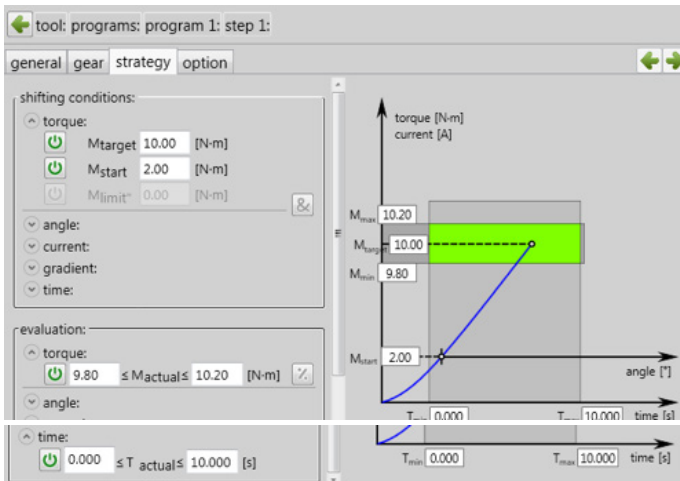 tool: programs: program 1: step 1:
general gear strategy option
shifting conditions:
torque:
Mtarget 10.00 [N·m]
Mstart 2.00 [N·m]
Mlimit- 0.00 [N·m]
&
angle:
current:
gradient:
time:
evaluation:
torque:
9.80 ≤ Mactual ≤ 10.20 [N·m] ٪
angle:
time:
0.000 ≤ T actual ≤ 10.000 [s]
torque [N·m]
current [A]
Mmax 10.20
Mtarget 10.00
Mmin 9.80
Mstart 2.00
angle [°]
Tmin 0.000 Tmax 10.000 time [s]
Tmin 0.000 Tmax 10.000 time [s]